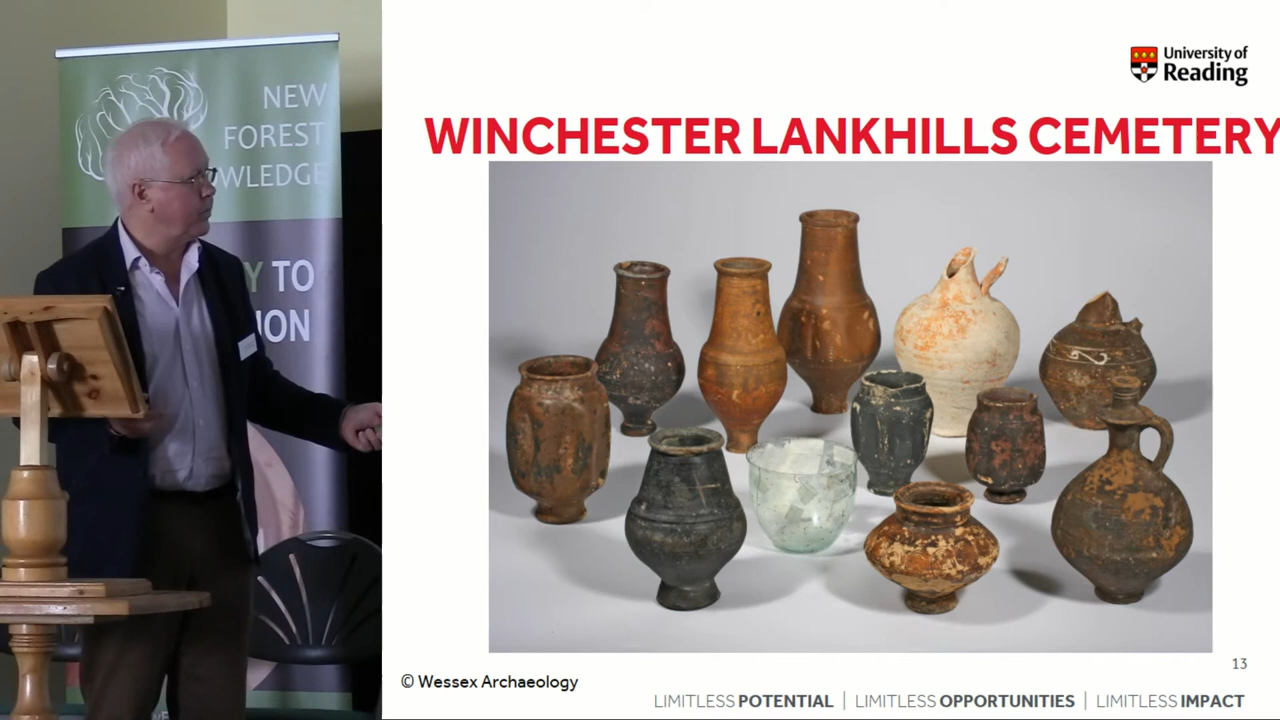 NEW
FOREST
WLEDGE
Y TO
ION
University of
Reading
WINCHESTER LANKHILLS CEMETERY
13
© Wessex Archaeology
LIMITLESS POTENTIAL | LIMITLESS OPPORTUNITIES | LIMITLESS IMPACT